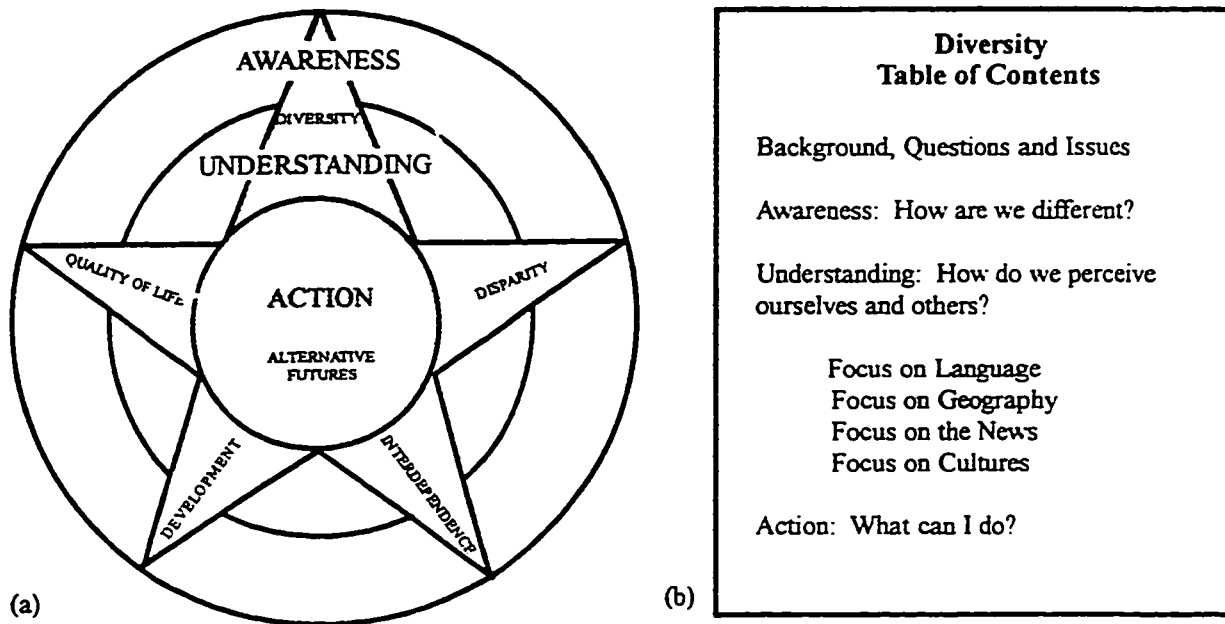 AWARENESS
DIVERSITY
UNDERSTANDING
QUALITY OF LIFE
DISPARITY
ACTION
ALTERNATIVE
FUTURES
DEVELOPMENT
INTERDEPENDENCE
(a)
Diversity
Table of Contents
Background, Questions and Issues
Awareness: How are we different?
Understanding: How do we perceive
ourselves and others?
Focus on Language
Focus on Geography
Focus on the News
Focus on Cultures
Action: What can I do?
(b)